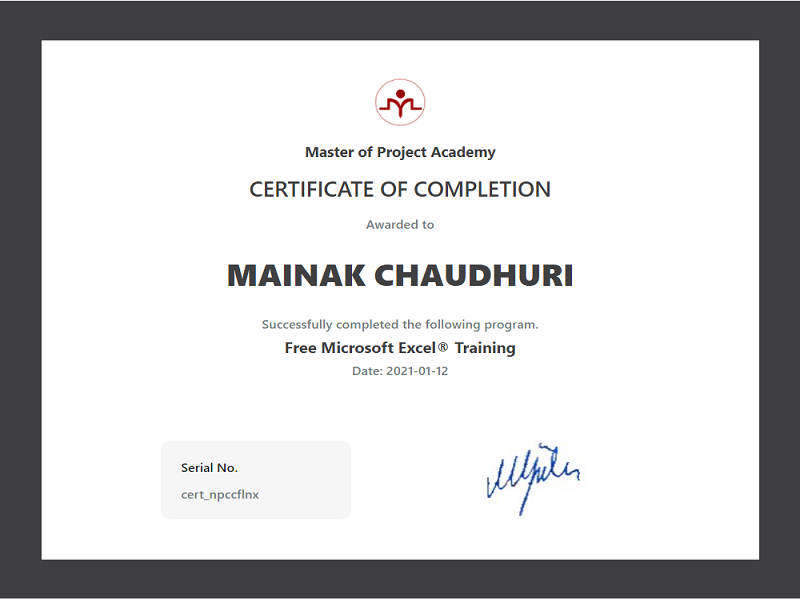 Master of Project Academy
CERTIFICATE OF COMPLETION
Awarded to
MAINAK CHAUDHURI
Successfully completed the following program.
Free Microsoft Excel® Training
Date: 2021-01-12
Serial No.
cert_npccflnx